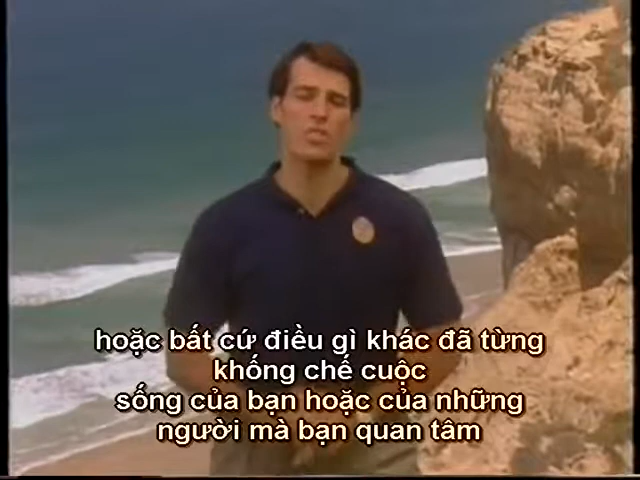 hoặc bất cứ điều gì khác đã từng
khống chế cuộc
sống của bạn hoặc của những
người mà bạn quan tâm